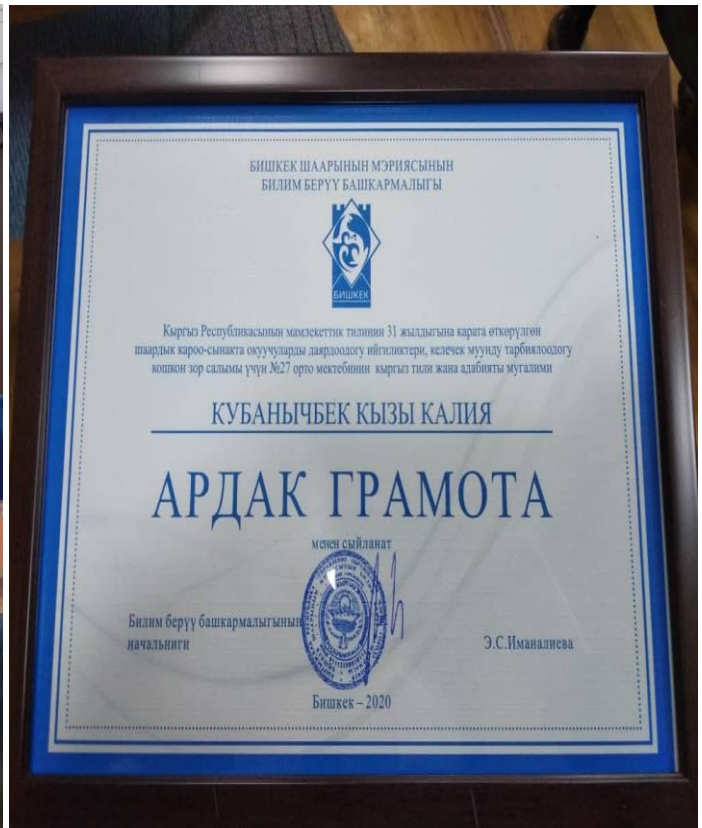 БИШКЕК ШААРЫНЫН МЭРИЯСЫНЫН
БИЛИМ БЕРҮҮ БАШКАРМАЛЫГЫ
БИШКЕК
Кыргыз Республикасынын мамлекеттик тилинин 31 жылдыгына карата өткөрүлгөн
шаардык кароо-сынакта окуучуларды даярдоодогу ийгиликтери, келечек муунду тарбиялоодогу
кошкон зор салымы үчүн №27 орто мектебинин кыргыз тили жана адабияты мугалими
КУБАНЫЧБЕК КЫЗЫ КАЛИЯ
АРДАК ГРАМОТА
менен сыйланат
Билим берүү башкармалыгынын
начальниги
Э.С.Иманалиева
Бишкек – 2020